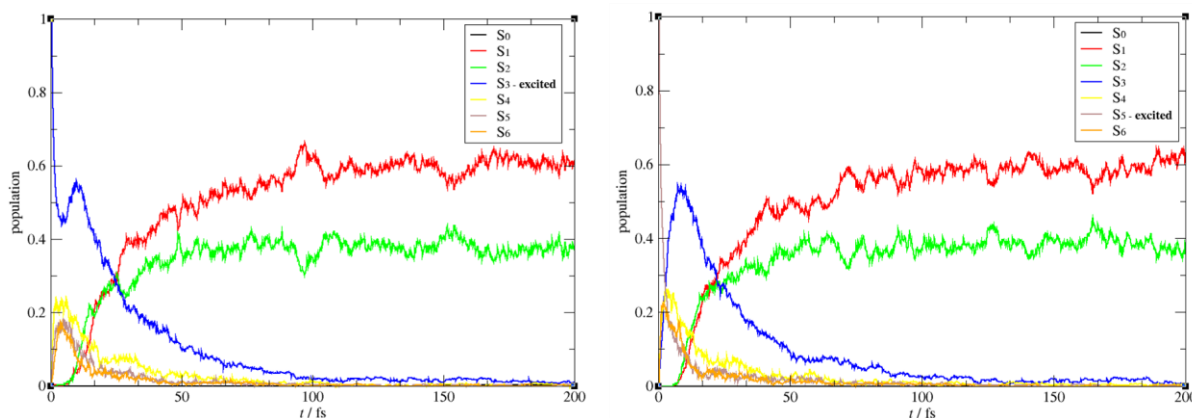 1
0.8
0.6
0.4
0.2
0
population
0
50
100
150
200
t / fs
S0
S1
S2
S3 - excited
S4
S5
S6
1
0.8
0.6
0.4
0.2
0
population
0
50
100
150
200
t / fs
S0
S1
S2
S3
S4
S5 - excited
S6